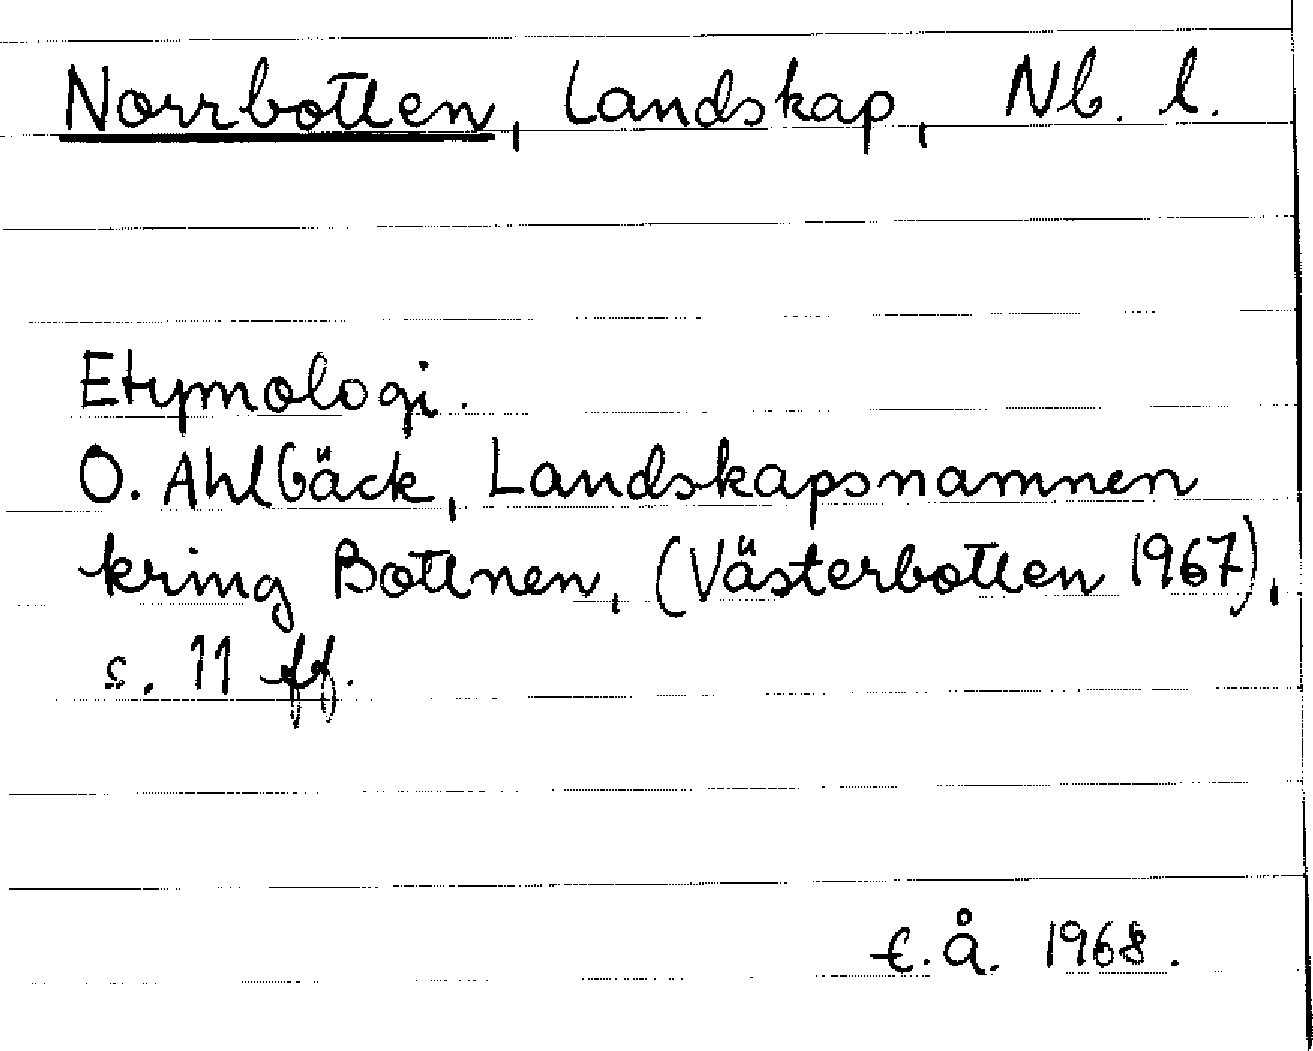 Norrbotten, Landskap, Nb. l.
Etymologi.
O. Ahlbäck, Landskapsnamnen
kring Bottnen, (Västerbotten 1967),
s. 11 ff.
E.Å. 1968.